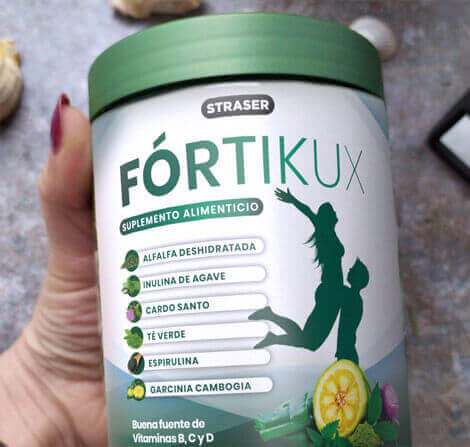 STRASER
FÓRTIKUX
SUPLEMENTO ALIMENTICIO
ALFALFA DESHIDRATADA
INULINA DE AGAVE
CARDO SANTO
TÉ VERDE
ESPIRULINA
GARCINIA CAMBOGIA
Buena fuente de
Vitaminas B, C y D